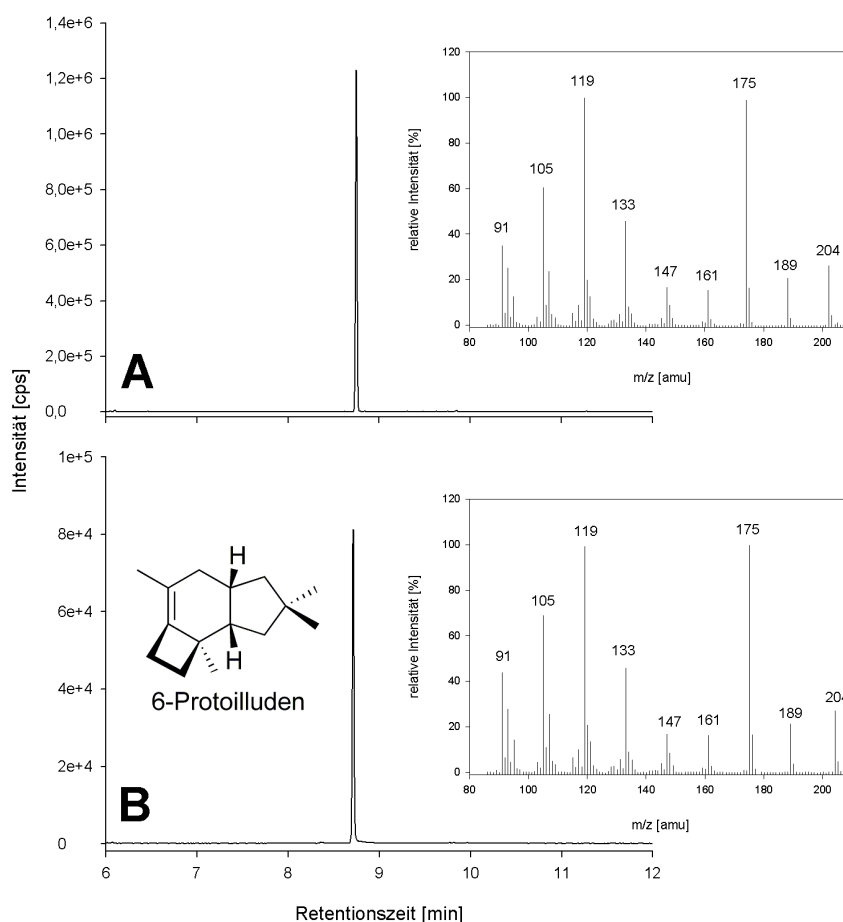 1,4e+6
1,2e+6
1,0e+6
8,0e+5
6,0e+5
4,0e+5
2,0e+5
0,0
A
120
100
80
60
40
20
0
relative Intensität [%]
91
105
119
133
147
161
175
189
204
80 100 120 140 160 180 200
m/z [amu]
Intensität [cps]
1e+5
8e+4
6e+4
4e+4
2e+4
0
H
H
6-Protoilluden
B
120
100
80
60
40
20
0
relative Intensität [%]
91
105
119
133
147
161
175
189
204
80 100 120 140 160 180 200
m/z [amu]
6 7 8 9 10 11 12
Retentionszeit [min]